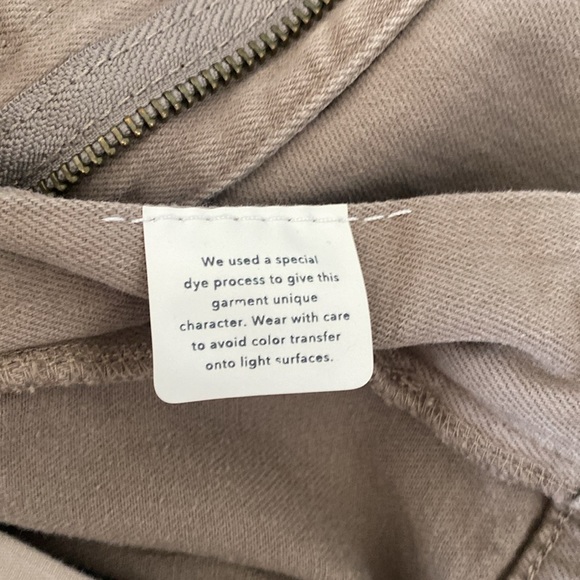 We used a special
dye process to give this
garment unique
character. Wear with care
to avoid color transfer
onto light surfaces.